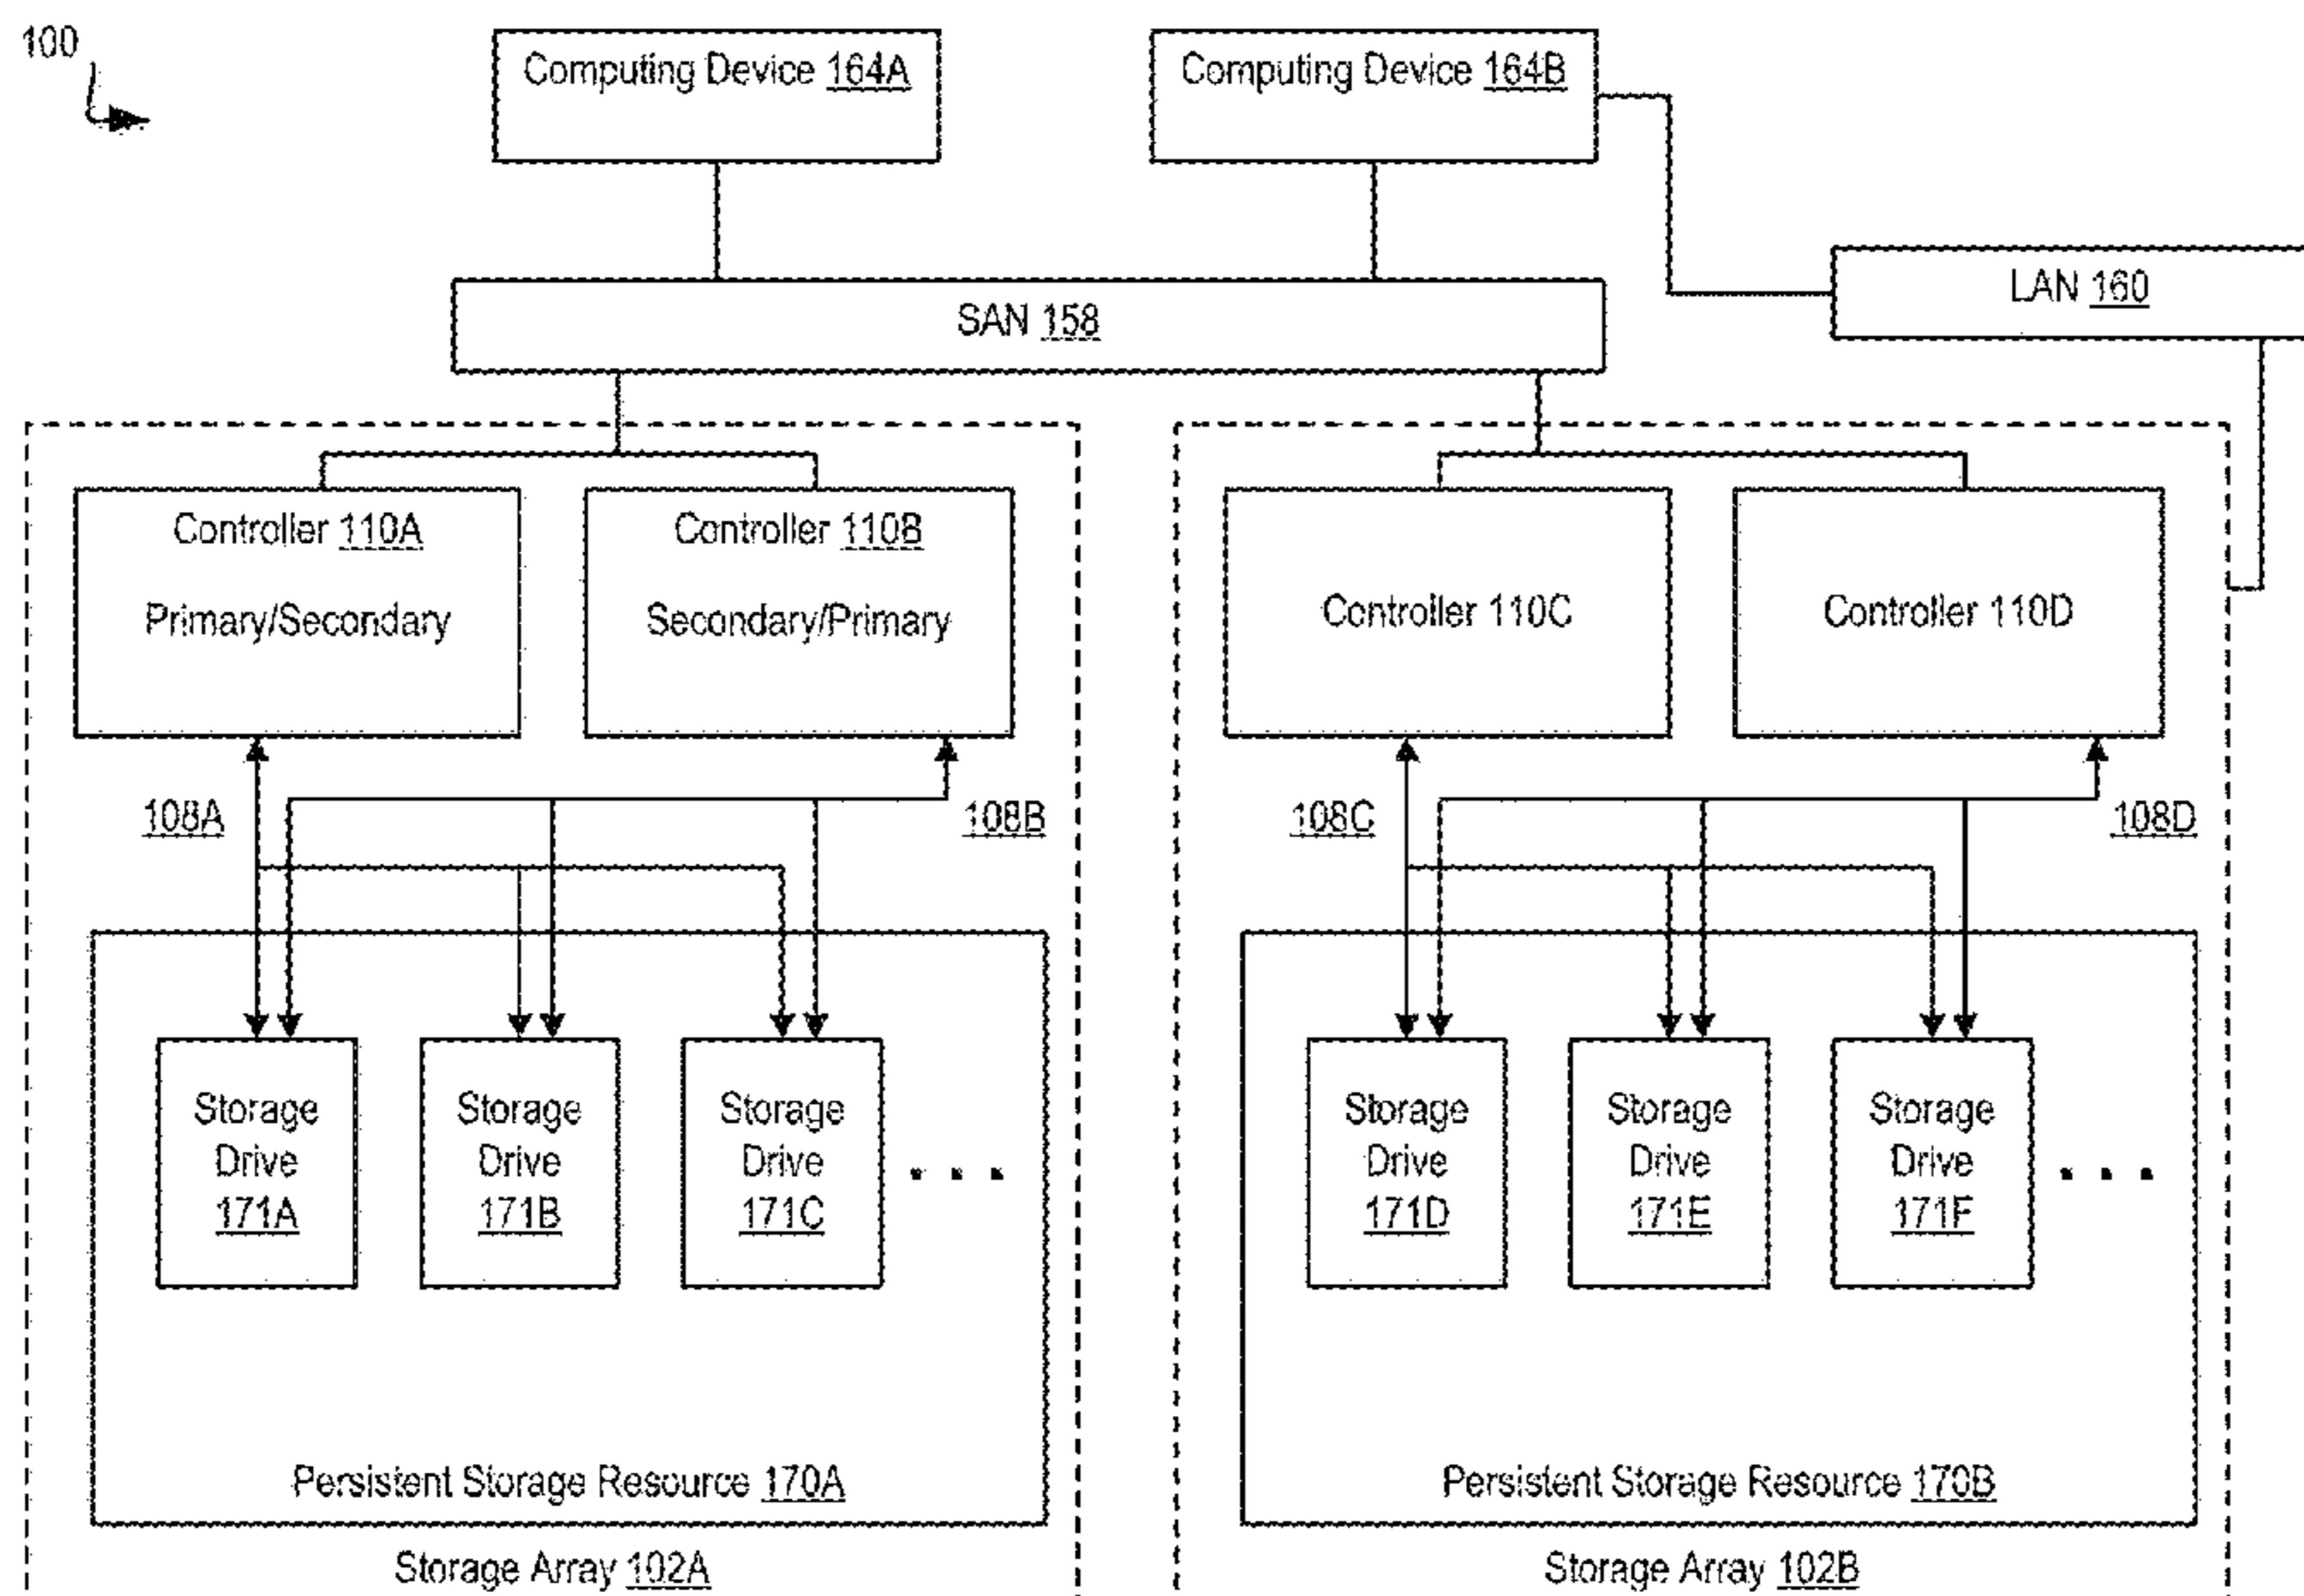 100
Computing Device 164A
Computing Device 164B
LAN 160
SAN 158
Controller 110A
Primary/Secondary
Controller 110B
Secondary/Primary
Controller 110C
Controller 110D
108A
108B
108C
108D
Storage
Drive
171A
Storage
Drive
171B
Storage
Drive
171C
. . .
Storage
Drive
171D
Storage
Drive
171E
Storage
Drive
171F
. . .
Persistent Storage Resource 170A
Persistent Storage Resource 170B
Storage Array 102A
Storage Array 102B